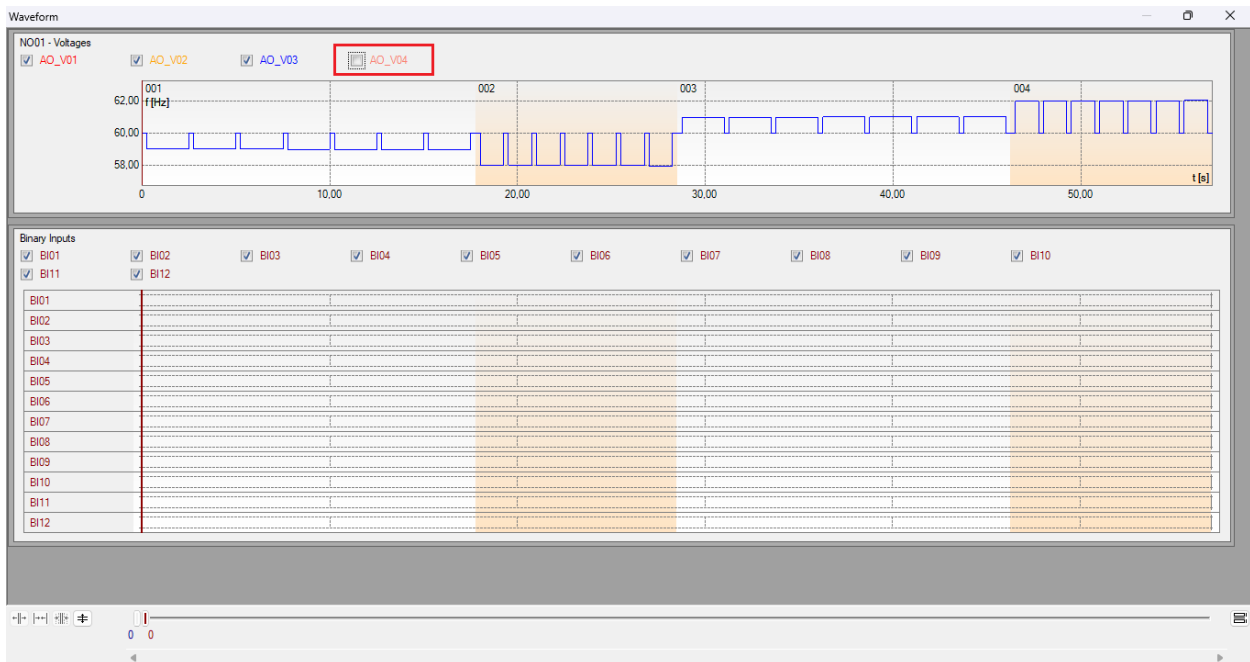 Waveform
NO01 - Voltages
AO_V01 AO_V02 AO_V03 AO_V04
001 002 003 004
62,00 f [Hz]
60,00
58,00
t [s]
0 10,00 20,00 30,00 40,00 50,00
Binary Inputs
BI01 BI02 BI03 BI04 BI05 BI06 BI07 BI08 BI09 BI10
BI11 BI12
BI01
BI02
BI03
BI04
BI05
BI06
BI07
BI08
BI09
BI10
BI11
BI12
0 0